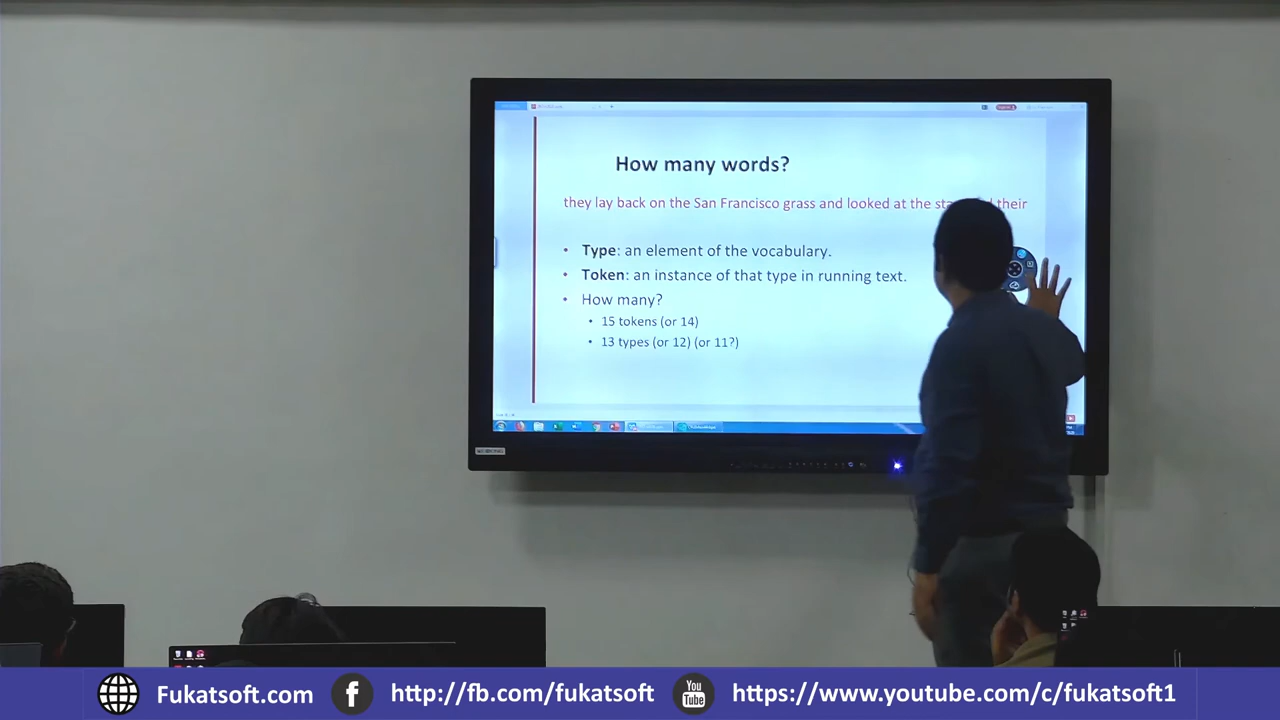 How many words?
they lay back on the San Francisco grass and looked at the their
• Type: an element of the vocabulary.
• Token: an instance of that type in running text.
• How many?
• 15 tokens (or 14)
• 13 types (or 12) (or 11?)
Fukatsoft.com
http://fb.com/fukatsoft
You Tube
https://www.youtube.com/c/fukatsoft1